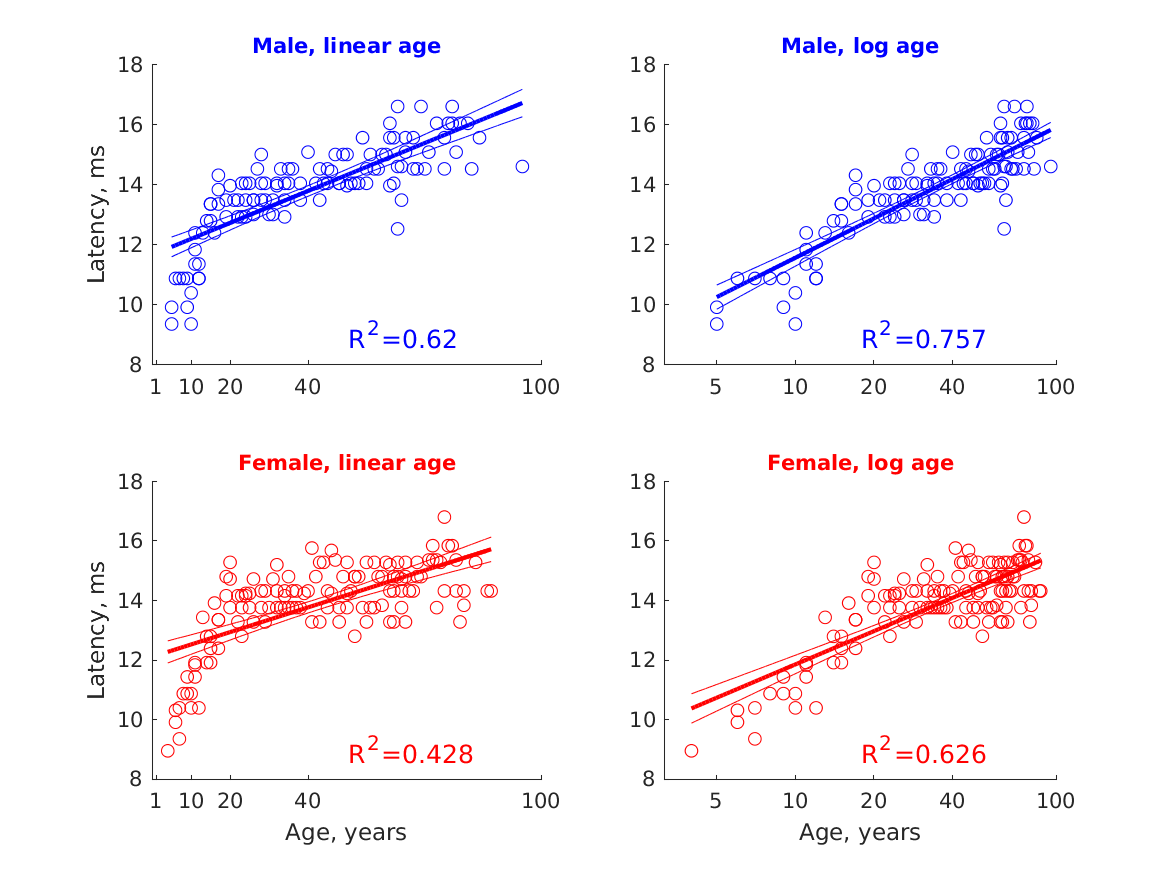 Male, linear age
Male, log age
18
16
14
12
10
8
Latency, ms
R²=0.62
1 10 20 40 100
18
16
14
12
10
8
R²=0.757
5 10 20 40 100
Female, linear age
Female, log age
18
16
14
12
10
8
Latency, ms
R²=0.428
1 10 20 40 100
Age, years
18
16
14
12
10
8
R²=0.626
5 10 20 40 100
Age, years